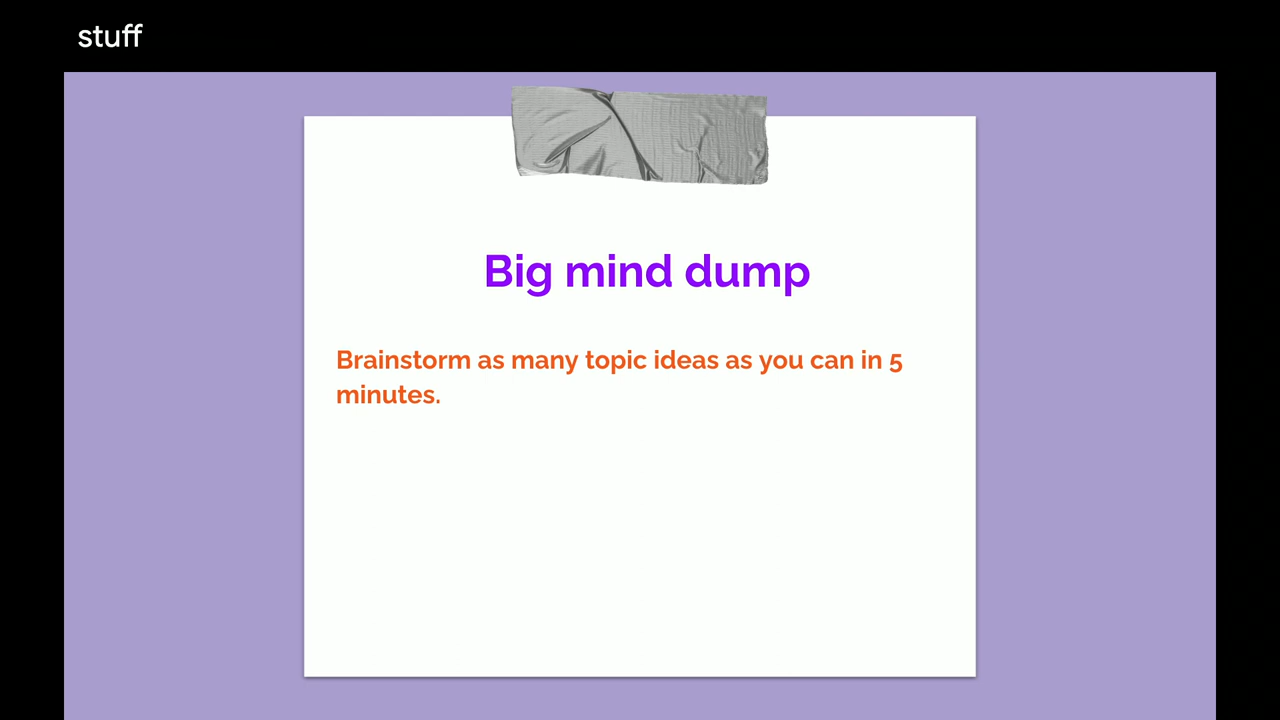 stuff
Big mind dump
Brainstorm as many topic ideas as you can in 5
minutes.